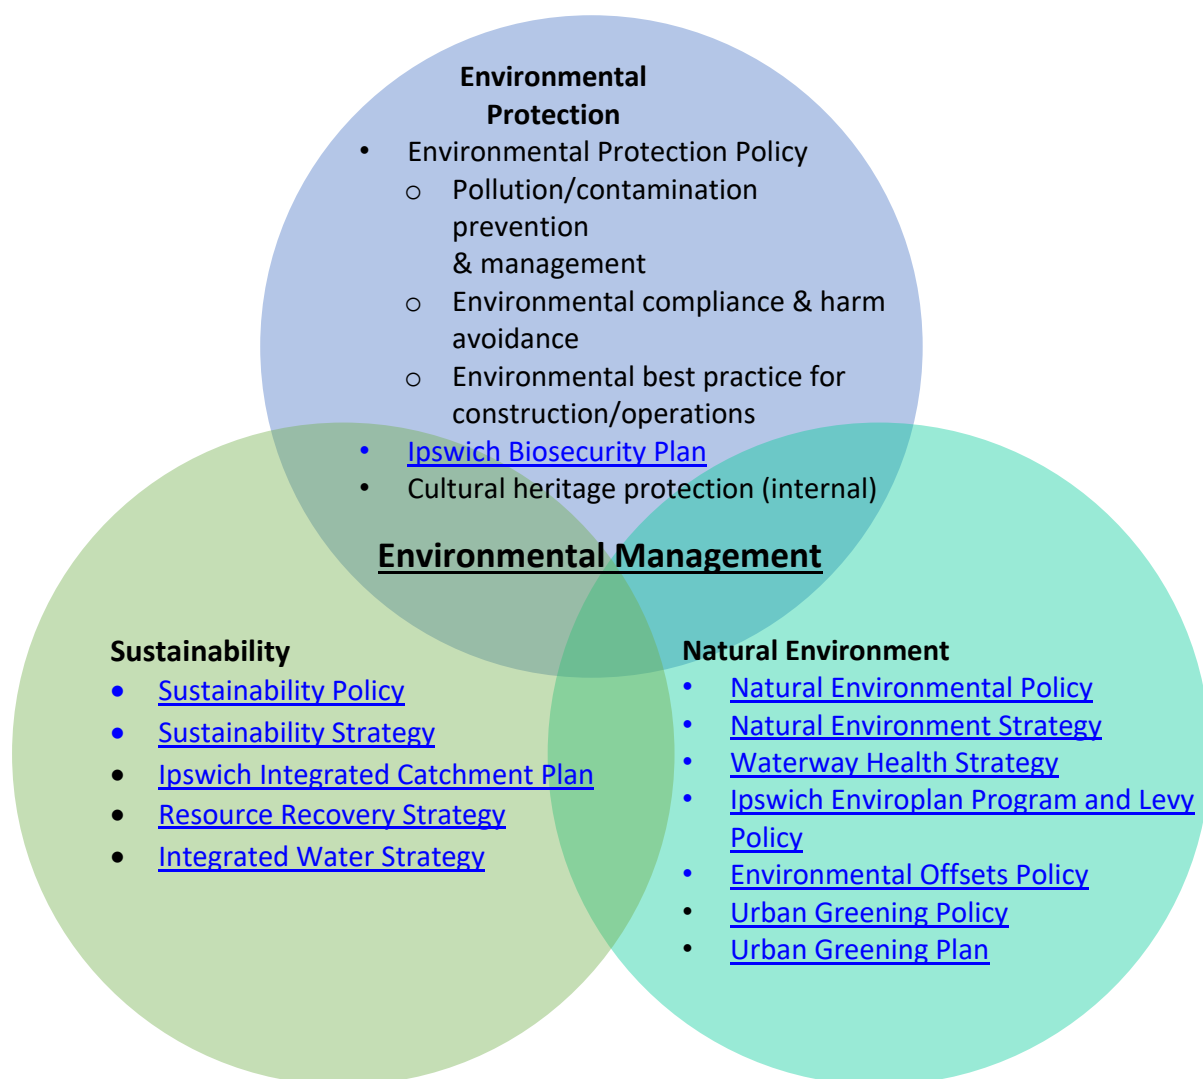 Environmental
Protection
• Environmental Protection Policy
o Pollution/contamination
prevention
& management
o Environmental compliance & harm
avoidance
o Environmental best practice for
construction/operations
• Ipswich Biosecurity Plan
• Cultural heritage protection (internal)
Environmental Management
Sustainability
• Sustainability Policy
• Sustainability Strategy
• Ipswich Integrated Catchment Plan
• Resource Recovery Strategy
• Integrated Water Strategy
Natural Environment
• Natural Environmental Policy
• Natural Environment Strategy
• Waterway Health Strategy
• Ipswich Enviroplan Program and Levy
Policy
• Environmental Offsets Policy
• Urban Greening Policy
• Urban Greening Plan